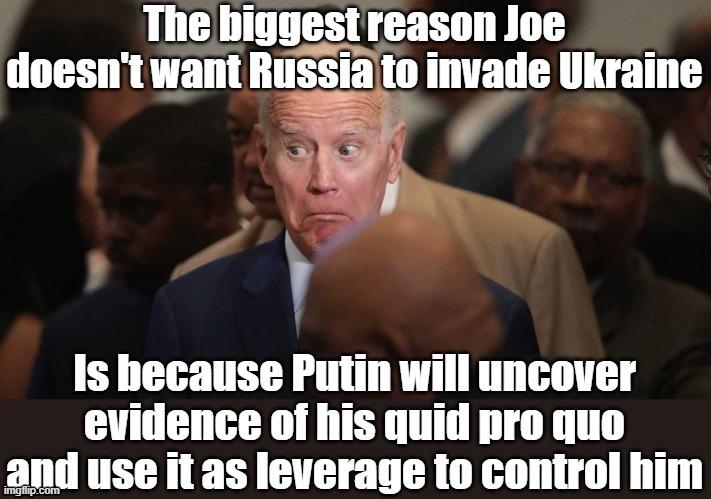 The biggest reason Joe
doesn't want Russia to invade Ukraine
Is because Putin will uncover
evidence of his quid pro quo
and use it as leverage to control him
imgflip.com